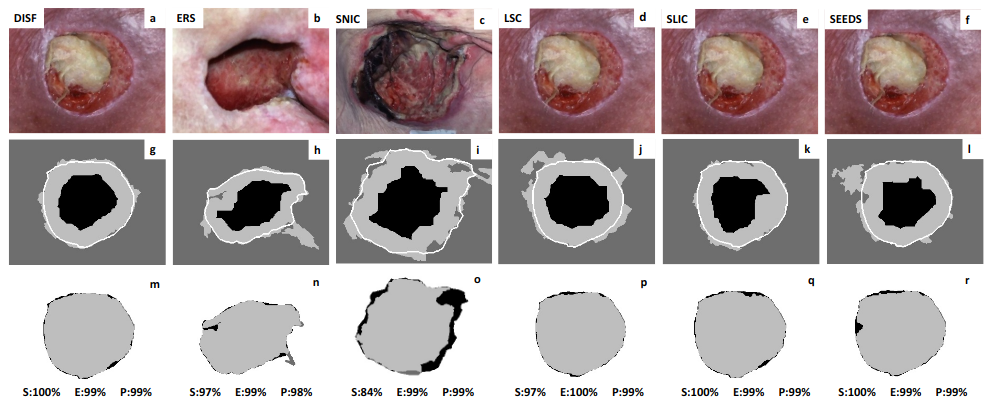 DISF a ERS b SNIC c LSC d SLIC e SEEDS f
g h i j k l
m n o p q r
S:100% E:99% P:99% S:97% E:99% P:98% S:84% E:99% P:99% S:97% E:100% P:99% S:100% E:99% P:99% S:100% E:99% P:99%